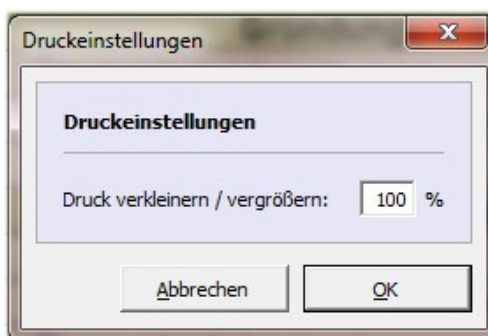 Druckeinstellungen
Druckeinstellungen
Druck verkleinern / vergrößern: 100 %
Abbrechen OK